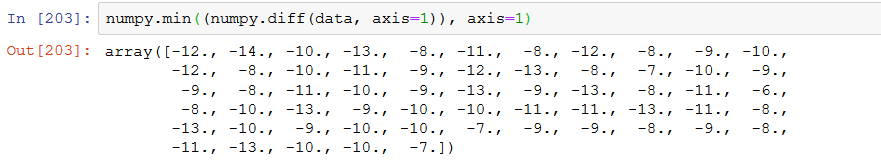 In [203]: numpy.min((numpy.diff(data, axis=1)), axis=1)
Out[203]: array([-12., -14., -10., -13.,  -8., -11.,  -8., -12.,  -8.,  -9., -10.,
       -12.,  -8., -10., -11.,  -9., -12., -13.,  -8.,  -7., -10.,  -9.,
        -9.,  -8., -11., -10.,  -9., -13.,  -9., -13.,  -8., -11.,  -6.,
        -8., -10., -13.,  -9., -10., -10., -11., -11., -13., -11.,  -8.,
       -13., -10.,  -9., -10., -10.,  -7.,  -9.,  -9.,  -8.,  -9.,  -8.,
       -11., -13., -10., -10.,  -7.])